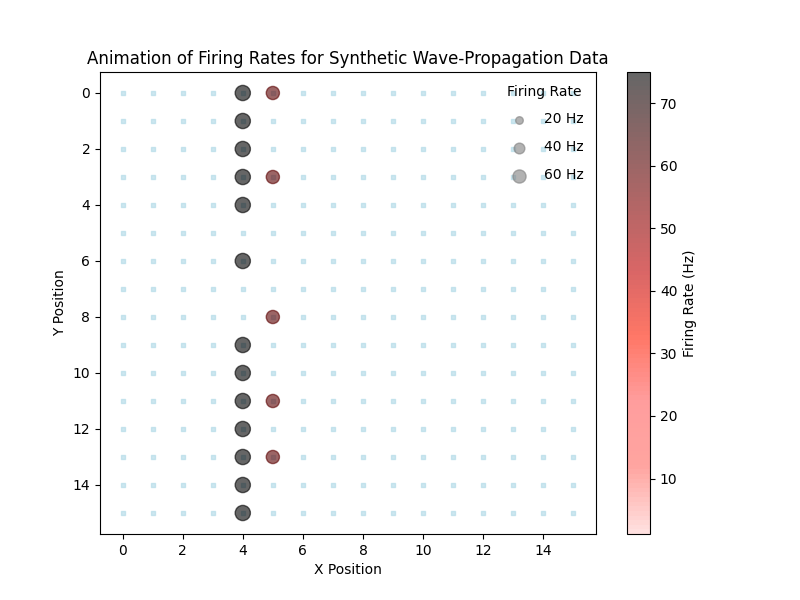 Animation of Firing Rates for Synthetic Wave-Propagation Data
Firing Rate
20 Hz
40 Hz
60 Hz
0
2
4
6
8
10
12
14
Y Position
0
2
4
6
8
10
12
14
X Position
70
60
50
40
30
20
10
Firing Rate (Hz)